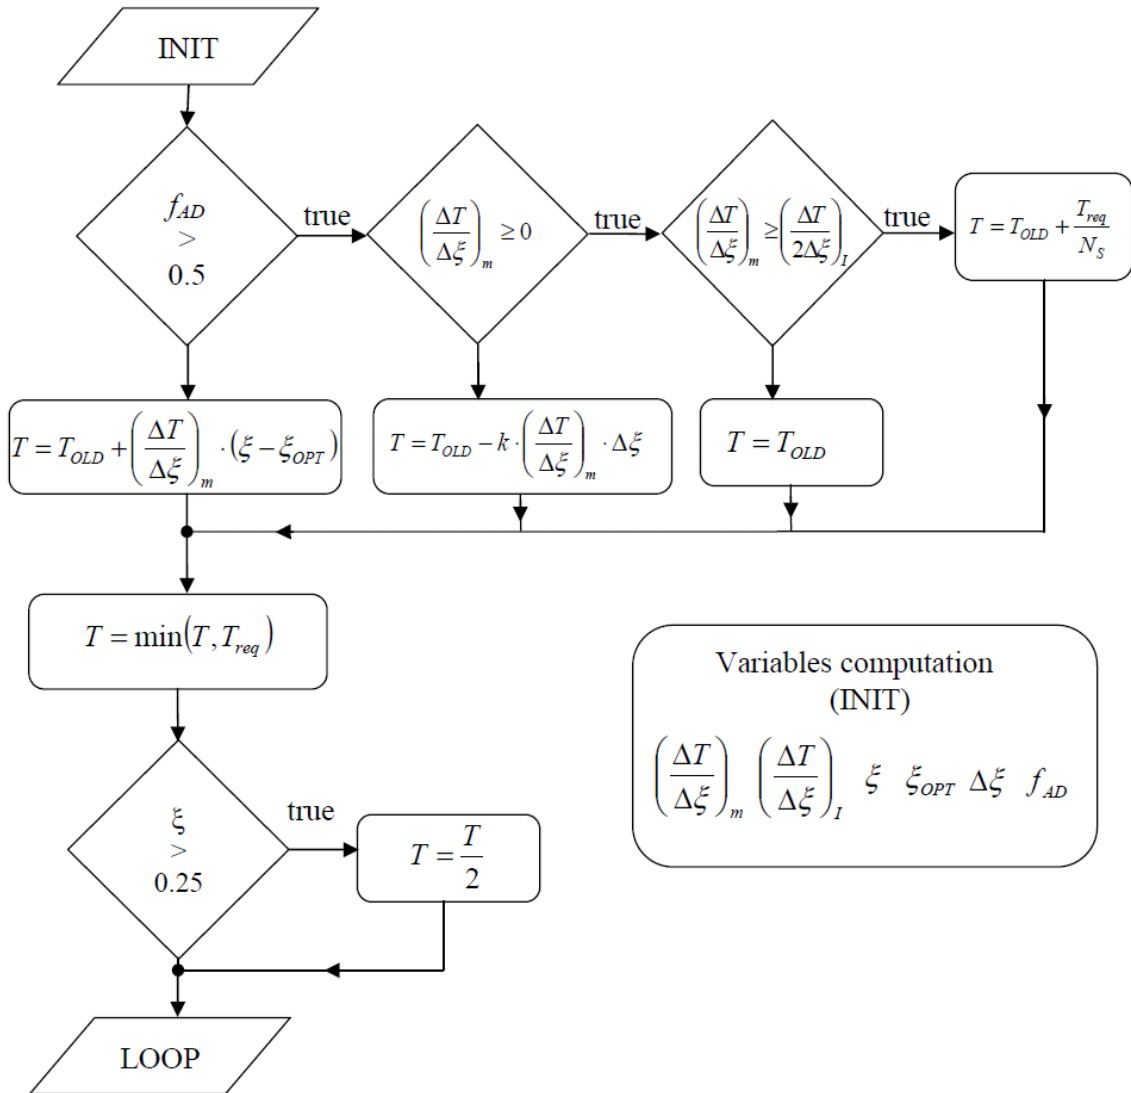 INIT
f_AD
>
0.5
true
(ΔT/Δξ)_m ≥ 0
true
(ΔT/Δξ)_m ≥ (ΔT/2Δξ)_I
true
T = T_OLD + T_req/N_S
T = T_OLD + (ΔT/Δξ)_m · (ξ − ξ_OPT)
T = T_OLD − k · (ΔT/Δξ)_m · Δξ
T = T_OLD
T = min(T, T_req)
ξ
>
0.25
true
T = T/2
LOOP
Variables computation
(INIT)
(ΔT/Δξ)_m (ΔT/Δξ)_I ξ ξ_OPT Δξ f_AD